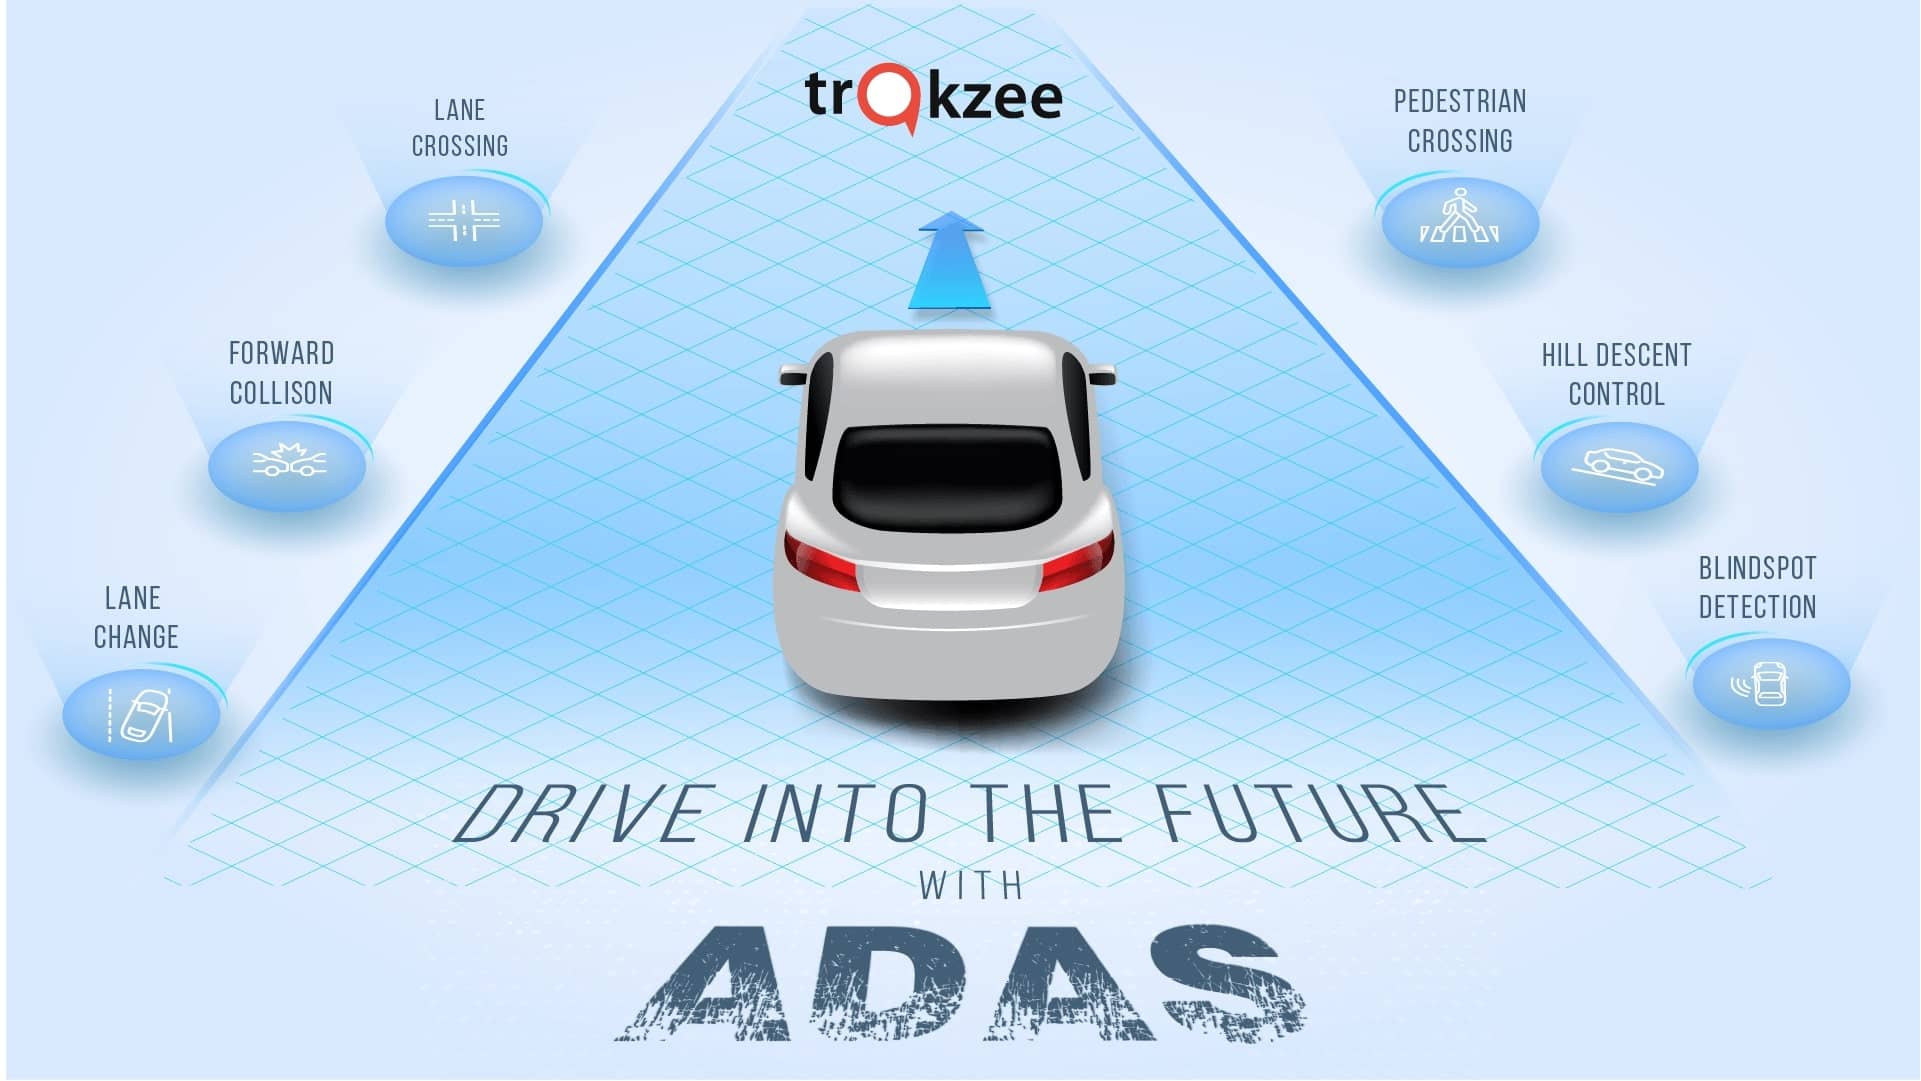 trakzee
LANE
CROSSING
PEDESTRIAN
CROSSING
FORWARD
COLLISON
HILL DESCENT
CONTROL
LANE
CHANGE
BLINDSPOT
DETECTION
DRIVE INTO THE FUTURE
WITH
ADAS